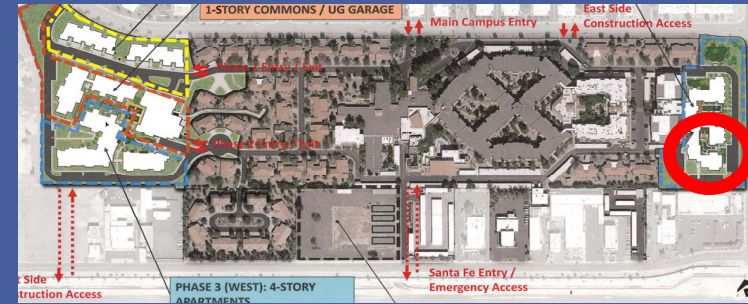 1-STORY COMMONS / UG GARAGE
Main Campus Entry
East Side
Construction Access
Phase 1 Entry / Exit
Phase 2 Entry / Exit
Santa Fe Entry /
Emergency Access
t Side
struction Access
PHASE 3 (WEST): 4-STORY
APARTMENTS